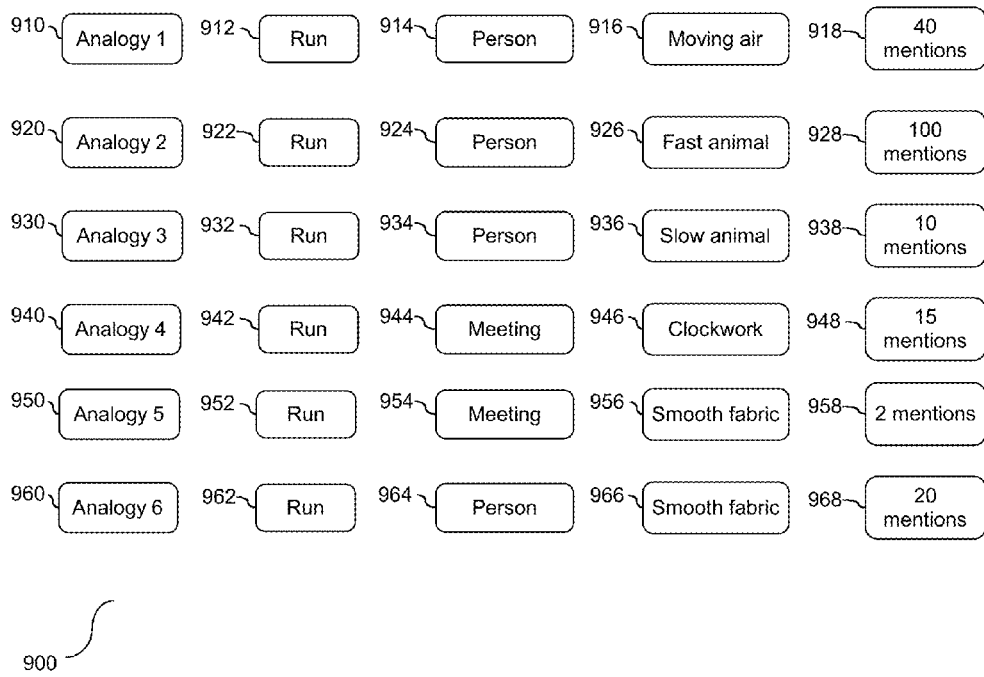 910 Analogy 1 912 Run 914 Person 916 Moving air 918 40
mentions
920 Analogy 2 922 Run 924 Person 926 Fast animal 928 100
mentions
930 Analogy 3 932 Run 934 Person 936 Slow animal 938 10
mentions
940 Analogy 4 942 Run 944 Meeting 946 Clockwork 948 15
mentions
950 Analogy 5 952 Run 954 Meeting 956 Smooth fabric 958 2 mentions
960 Analogy 6 962 Run 964 Person 966 Smooth fabric 968 20
mentions
900